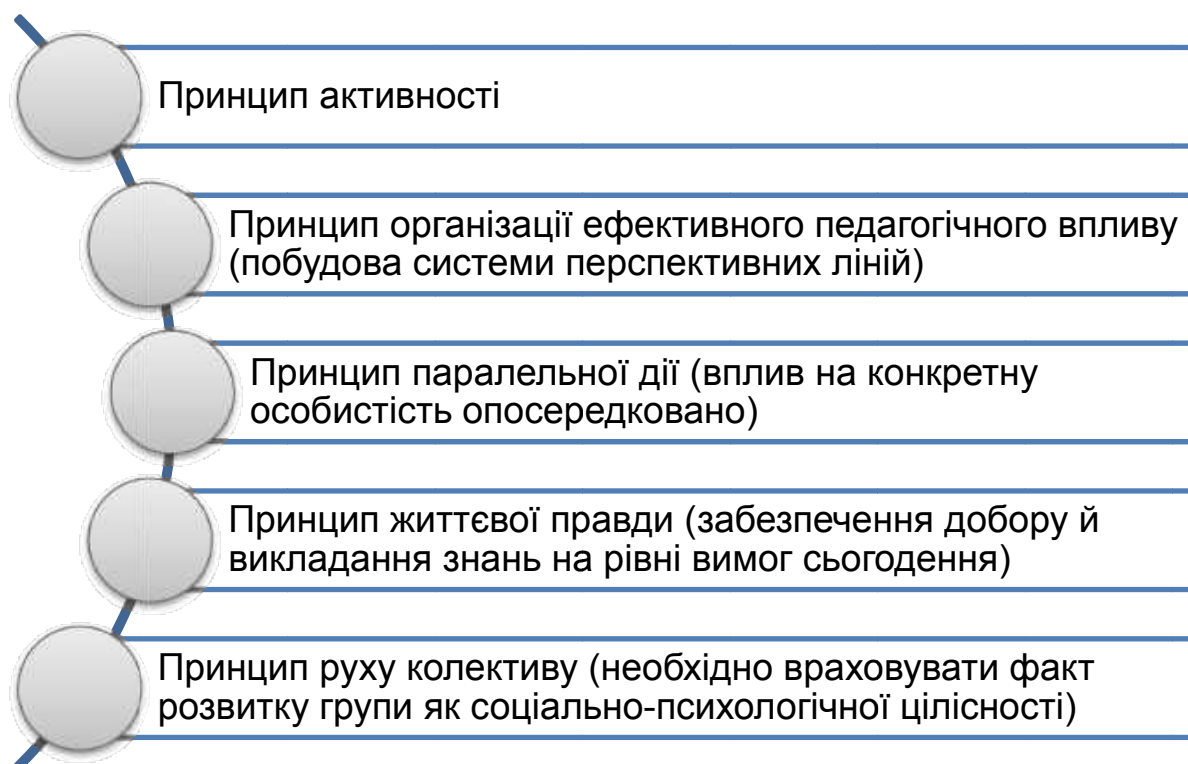 Принцип активності
Принцип організації ефективного педагогічного впливу
(побудова системи перспективних ліній)
Принцип паралельної дії (вплив на конкретну
особистість опосередковано)
Принцип життєвої правди (забезпечення добору й
викладання знань на рівні вимог сьогодення)
Принцип руху колективу (необхідно враховувати факт
розвитку групи як соціально-психологічної цілісності)